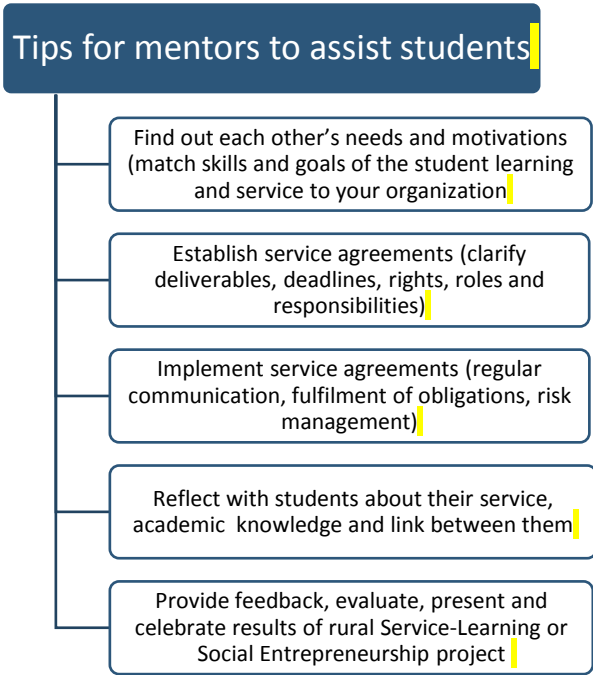 Tips for mentors to assist students
Find out each other’s needs and motivations
(match skills and goals of the student learning
and service to your organization
Establish service agreements (clarify
deliverables, deadlines, rights, roles and
responsibilities)
Implement service agreements (regular
communication, fulfilment of obligations, risk
management)
Reflect with students about their service,
academic  knowledge and link between them
Provide feedback, evaluate, present and
celebrate results of rural Service-Learning or
Social Entrepreneurship project